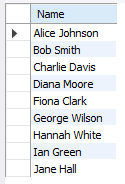 Name
Alice Johnson
Bob Smith
Charlie Davis
Diana Moore
Fiona Clark
George Wilson
Hannah White
Ian Green
Jane Hall